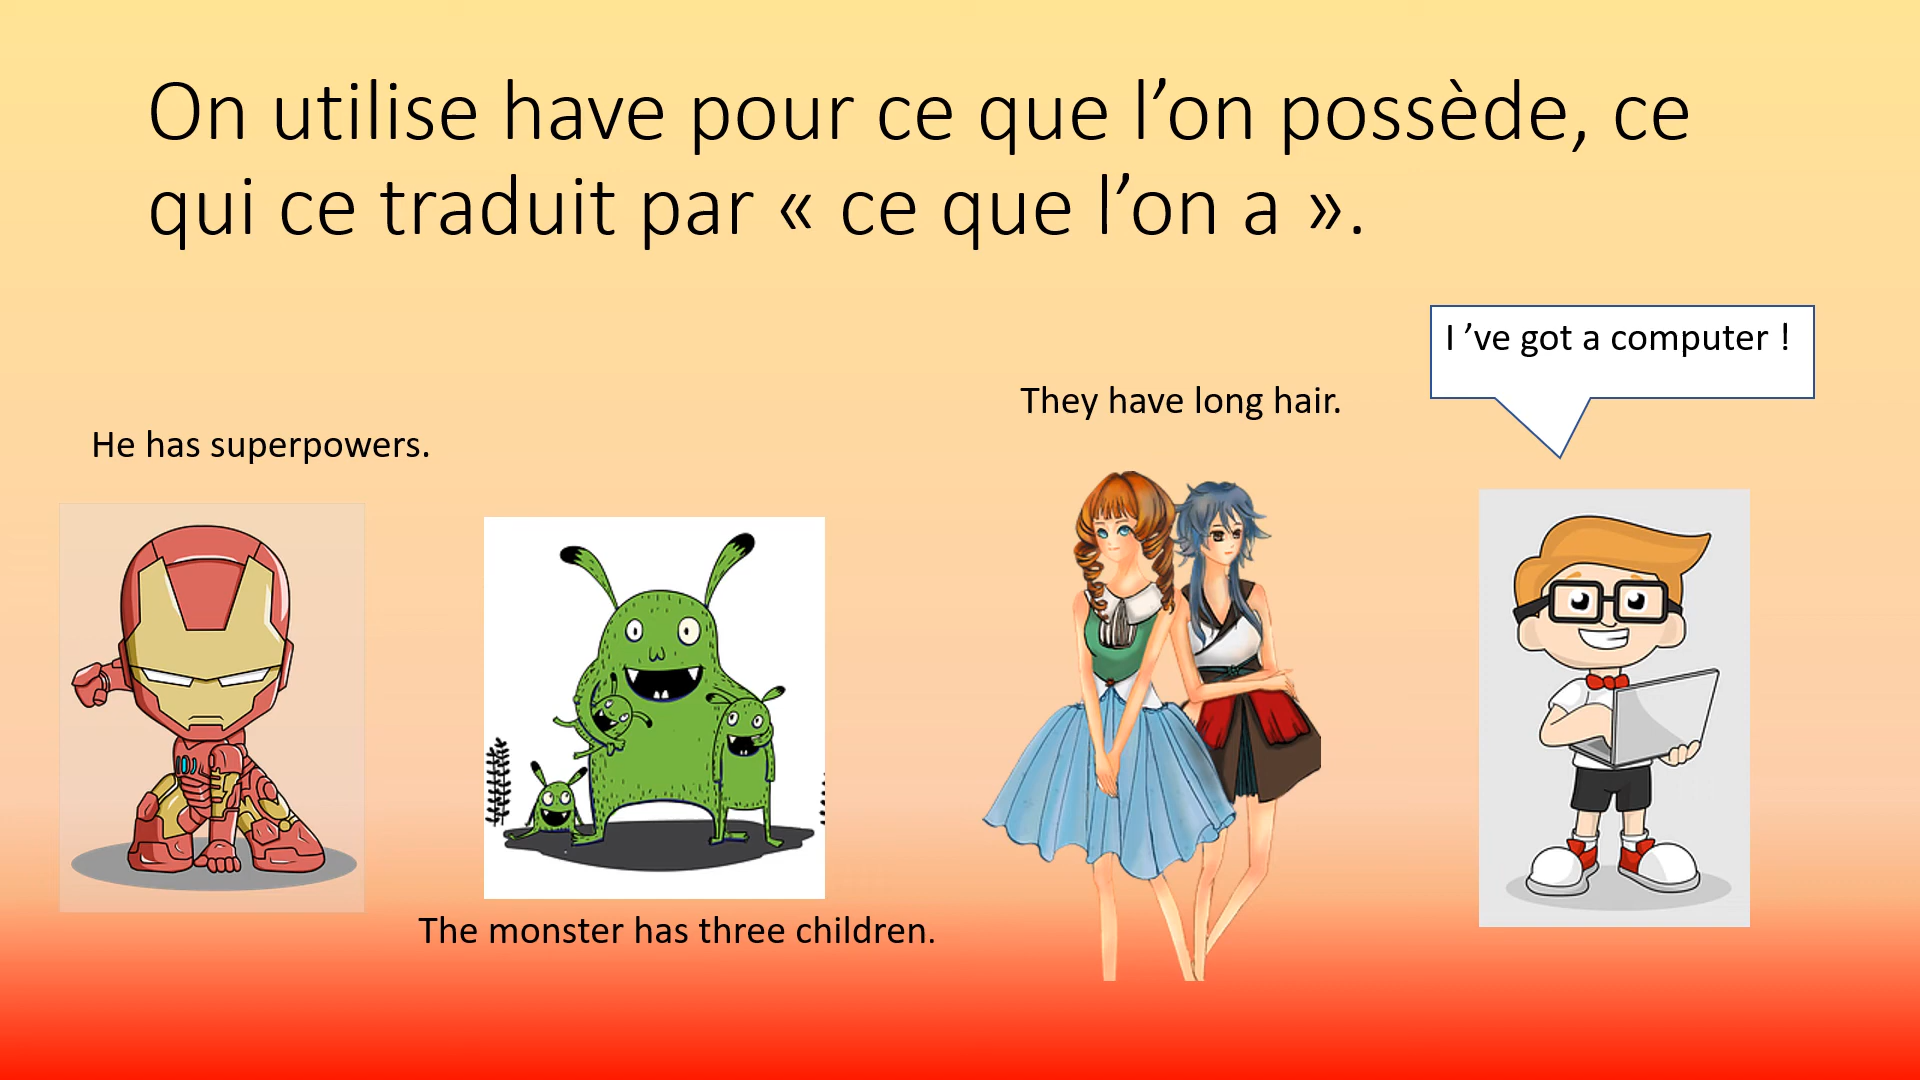 On utilise have pour ce que l’on possède, ce
qui ce traduit par « ce que l’on a ».
I ’ve got a computer !
They have long hair.
He has superpowers.
The monster has three children.